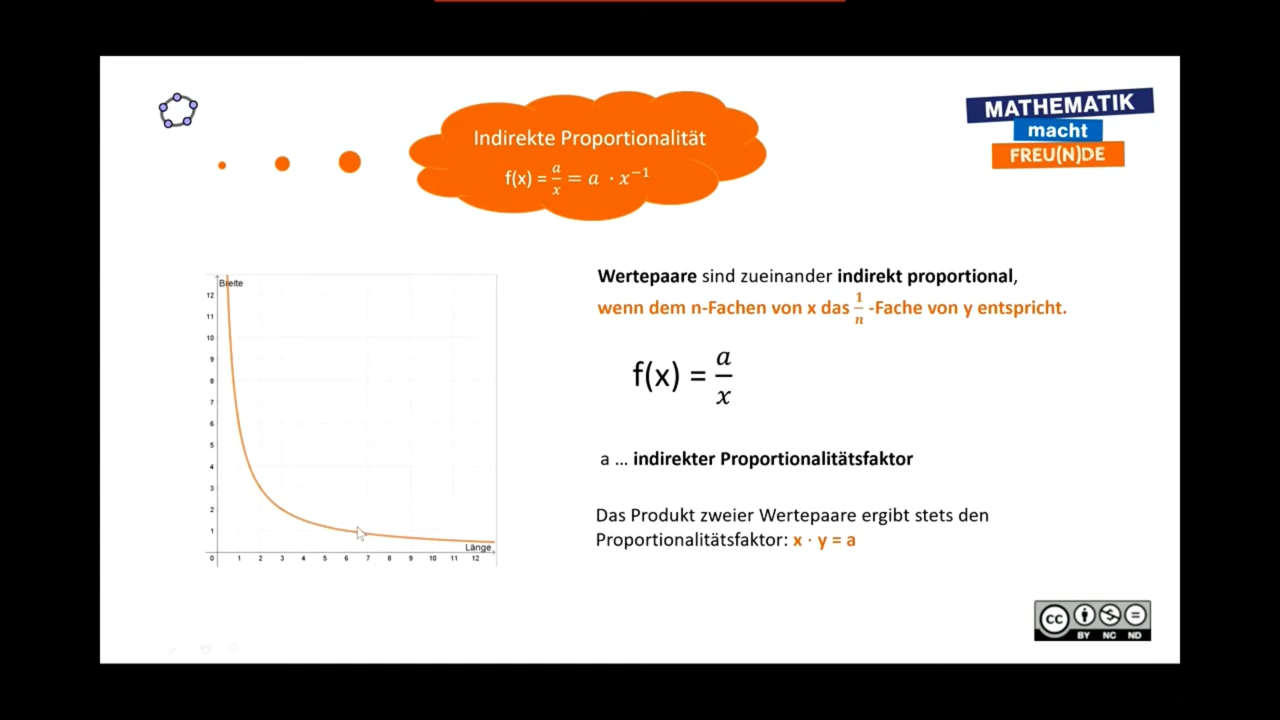 Indirekte Proportionalität
f(x) = a/x = a · x⁻¹
MATHEMATIK
macht
FREU(N)DE
Breite
12
11
10
9
8
7
6
5
4
3
2
1
0 1 2 3 4 5 6 7 8 9 10 11 12
Länge
Wertepaare sind zueinander indirekt proportional,
wenn dem n-Fachen von x das 1/n -Fache von y entspricht.
f(x) = a/x
a ... indirekter Proportionalitätsfaktor
Das Produkt zweier Wertepaare ergibt stets den
Proportionalitätsfaktor: x · y = a
cc
BY NC ND